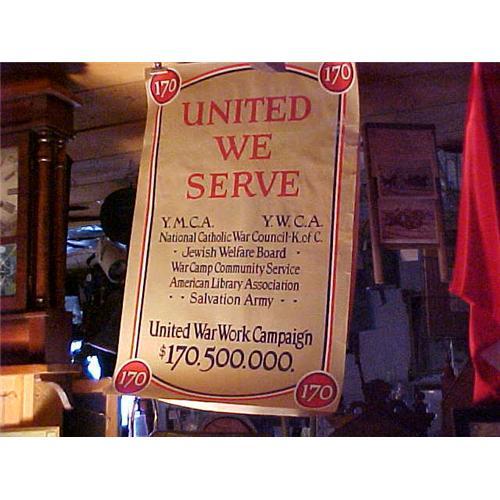 170 170
UNITED
WE
SERVE
Y.M.C.A. Y.W.C.A.
National Catholic War Council-K. of C.
· Jewish Welfare Board ·
War Camp Community Service
American Library Association
· · Salvation Army · ·
United War Work Campaign
$170,500,000.
170 170